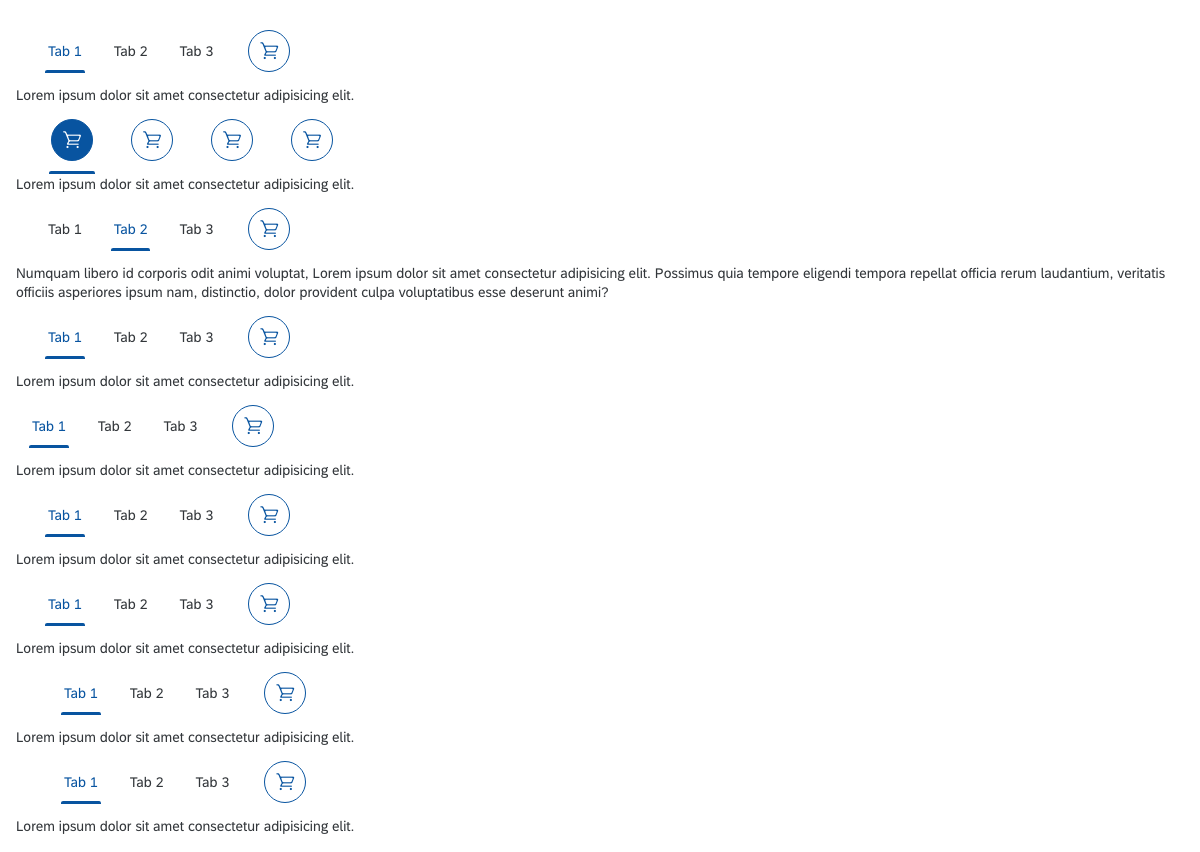 Tab 1 Tab 2 Tab 3
Lorem ipsum dolor sit amet consectetur adipisicing elit.
Lorem ipsum dolor sit amet consectetur adipisicing elit.
Tab 1 Tab 2 Tab 3
Numquam libero id corporis odit animi voluptat, Lorem ipsum dolor sit amet consectetur adipisicing elit. Possimus quia tempore eligendi tempora repellat officia rerum laudantium, veritatis
officiis asperiores ipsum nam, distinctio, dolor provident culpa voluptatibus esse deserunt animi?
Tab 1 Tab 2 Tab 3
Lorem ipsum dolor sit amet consectetur adipisicing elit.
Tab 1 Tab 2 Tab 3
Lorem ipsum dolor sit amet consectetur adipisicing elit.
Tab 1 Tab 2 Tab 3
Lorem ipsum dolor sit amet consectetur adipisicing elit.
Tab 1 Tab 2 Tab 3
Lorem ipsum dolor sit amet consectetur adipisicing elit.
Tab 1 Tab 2 Tab 3
Lorem ipsum dolor sit amet consectetur adipisicing elit.
Tab 1 Tab 2 Tab 3
Lorem ipsum dolor sit amet consectetur adipisicing elit.